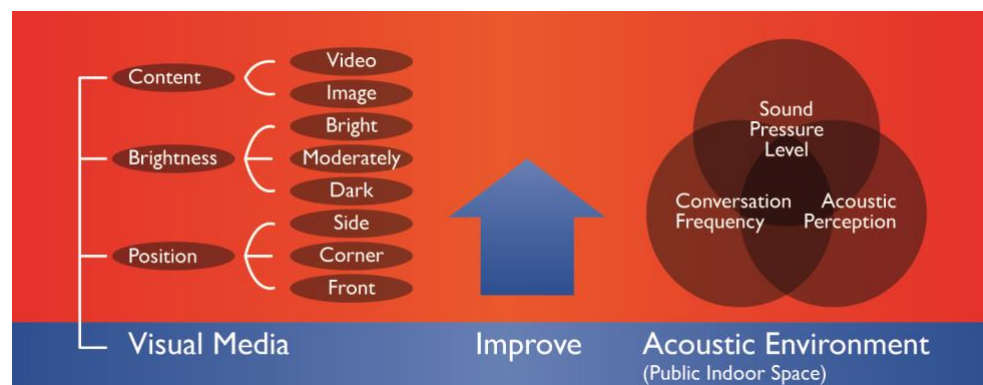 Content
Video
Image
Brightness
Bright
Moderately
Dark
Position
Side
Corner
Front
Visual Media
Improve
Sound
Pressure
Level
Conversation
Frequency
Acoustic
Perception
Acoustic Environment
(Public Indoor Space)